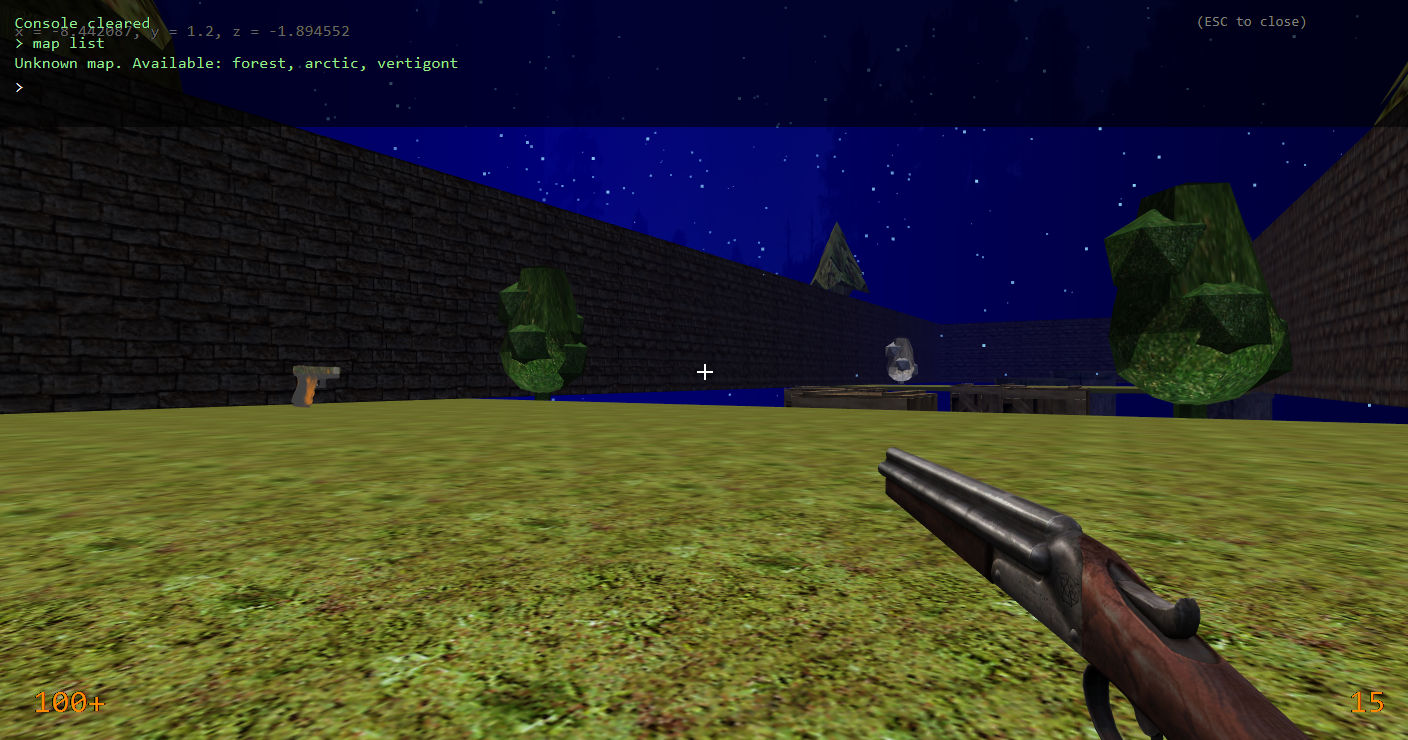 Console cleared
x = -8.442087, y = 1.2, z = -1.894552
(ESC to close)
> map list
Unknown map. Available: forest, arctic, vertigont
>
100+
15